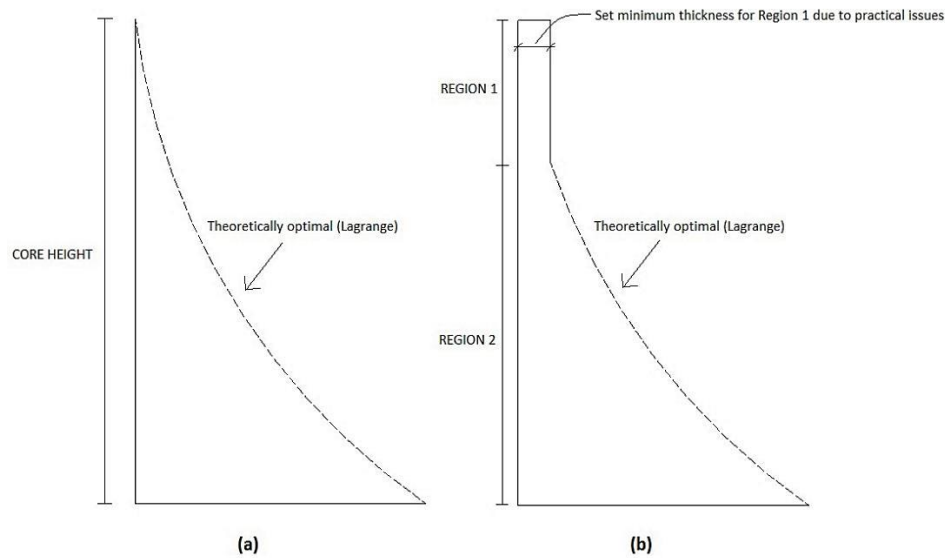 Set minimum thickness for Region 1 due to practical issues
REGION 1
Theoretically optimal (Lagrange)
Theoretically optimal (Lagrange)
CORE HEIGHT
REGION 2
(a)
(b)